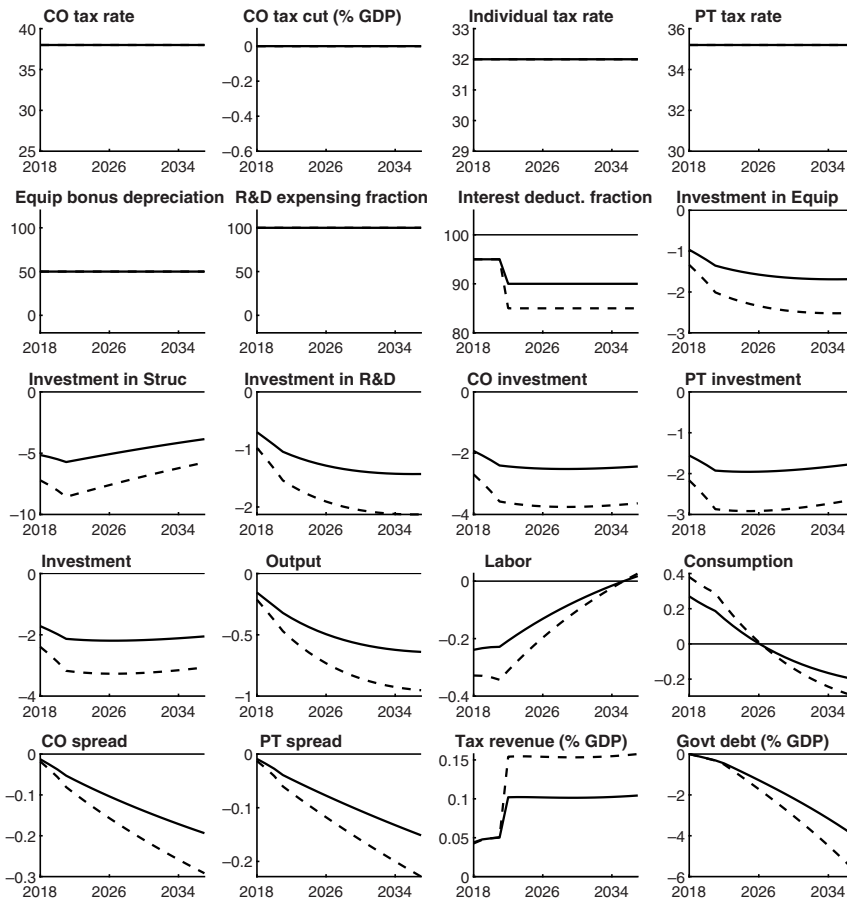 CO tax rate
CO tax cut (% GDP)
Individual tax rate
PT tax rate
40
35
30
25
2018 2026 2034
0
−0.2
−0.4
−0.6
2018 2026 2034
33
32
31
30
29
2018 2026 2034
36
34
32
30
2018 2026 2034
Equip bonus depreciation
R&D expensing fraction
Interest deduct. fraction
Investment in Equip
100
50
0
2018 2026 2034
100
50
0
2018 2026 2034
100
90
80
2018 2026 2034
0
−1
−2
−3
2018 2026 2034
Investment in Struc
Investment in R&D
CO investment
PT investment
0
−5
−10
2018 2026 2034
0
−1
−2
2018 2026 2034
0
−2
−4
2018 2026 2034
0
−1
−2
−3
2018 2026 2034
Investment
Output
Labor
Consumption
0
−2
−4
2018 2026 2034
0
−0.5
−1
2018 2026 2034
0
−0.2
−0.4
2018 2026 2034
0.4
0.2
0
−0.2
2018 2026 2034
CO spread
PT spread
Tax revenue (% GDP)
Govt debt (% GDP)
0
−0.1
−0.2
−0.3
2018 2026 2034
0
−0.1
−0.2
2018 2026 2034
0.15
0.1
0.05
0
2018 2026 2034
0
−2
−4
−6
2018 2026 2034